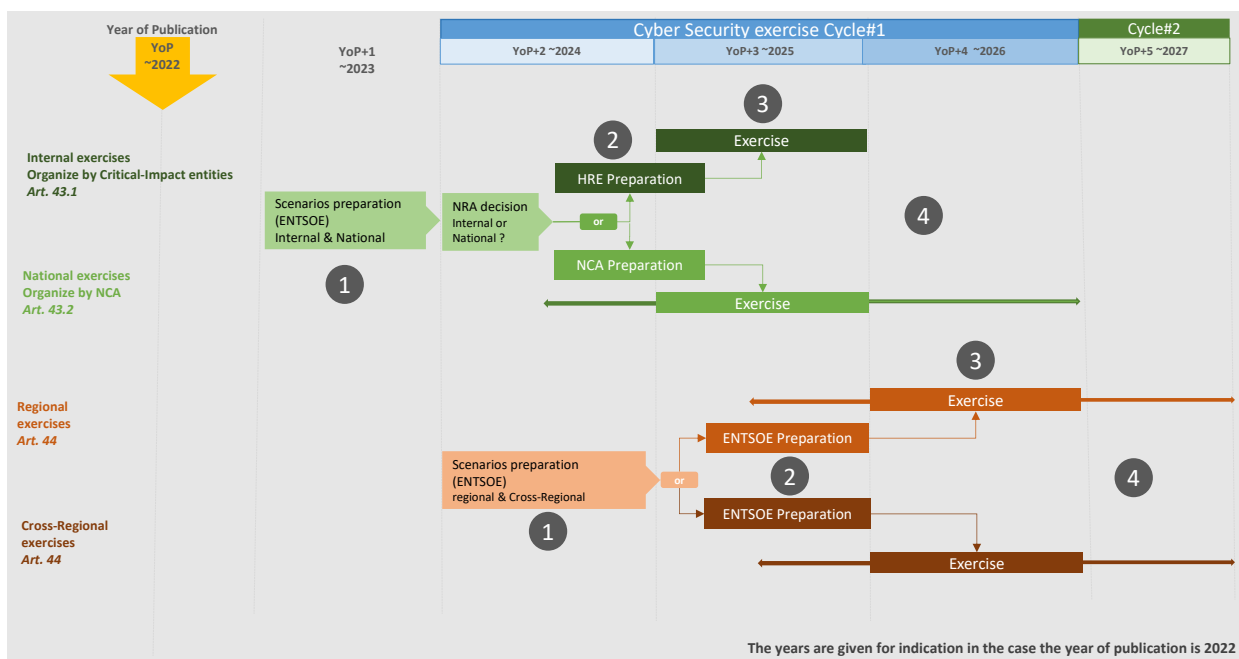 Year of Publication
YoP
~2022
YoP+1
~2023
Cyber Security exercise Cycle#1
Cycle#2
YoP+2 ~2024
YoP+3 ~2025
YoP+4 ~2026
YoP+5 ~2027
3
Exercise
2
HRE Preparation
Internal exercises
Organize by Critical-Impact entities
Art. 43.1
Scenarios preparation
(ENTSOE)
Internal & National
NRA decision
Internal or
National ?
or
4
1
NCA Preparation
National exercises
Organize by NCA
Art. 43.2
Exercise
3
Exercise
Regional
exercises
Art. 44
ENTSOE Preparation
Scenarios preparation
(ENTSOE)
regional & Cross-Regional
or
2
4
1
ENTSOE Preparation
Cross-Regional
exercises
Art. 44
Exercise
The years are given for indication in the case the year of publication is 2022